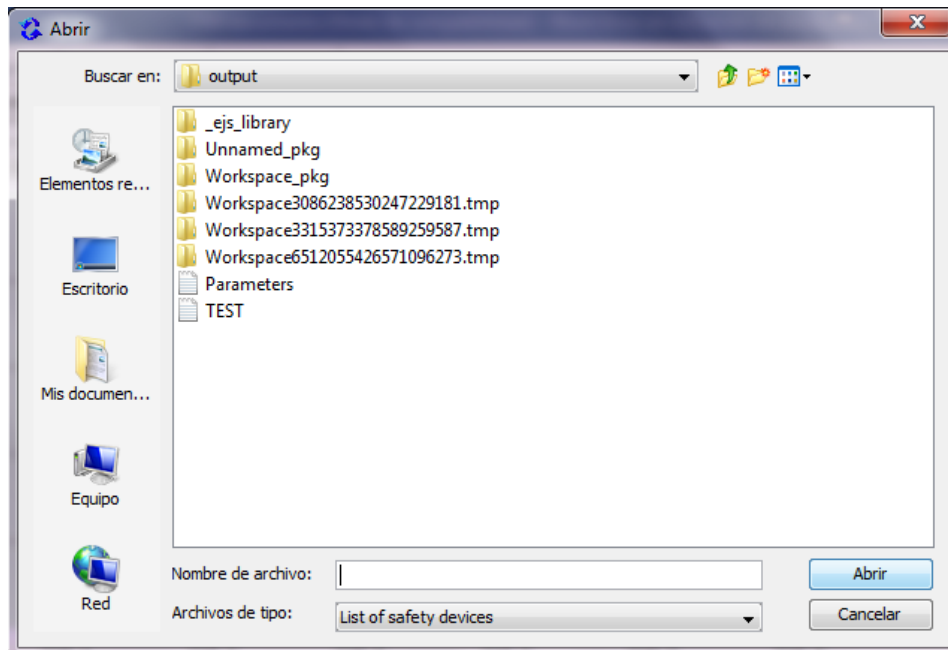 Abrir
Buscar en: output
_ejs_library
Unnamed_pkg
Workspace_pkg
Workspace3086238530247229181.tmp
Workspace3315373378589259587.tmp
Workspace6512055426571096273.tmp
Parameters
TEST
Elementos re...
Escritorio
Mis documen...
Equipo
Red
Nombre de archivo: Abrir
Archivos de tipo: List of safety devices Cancelar